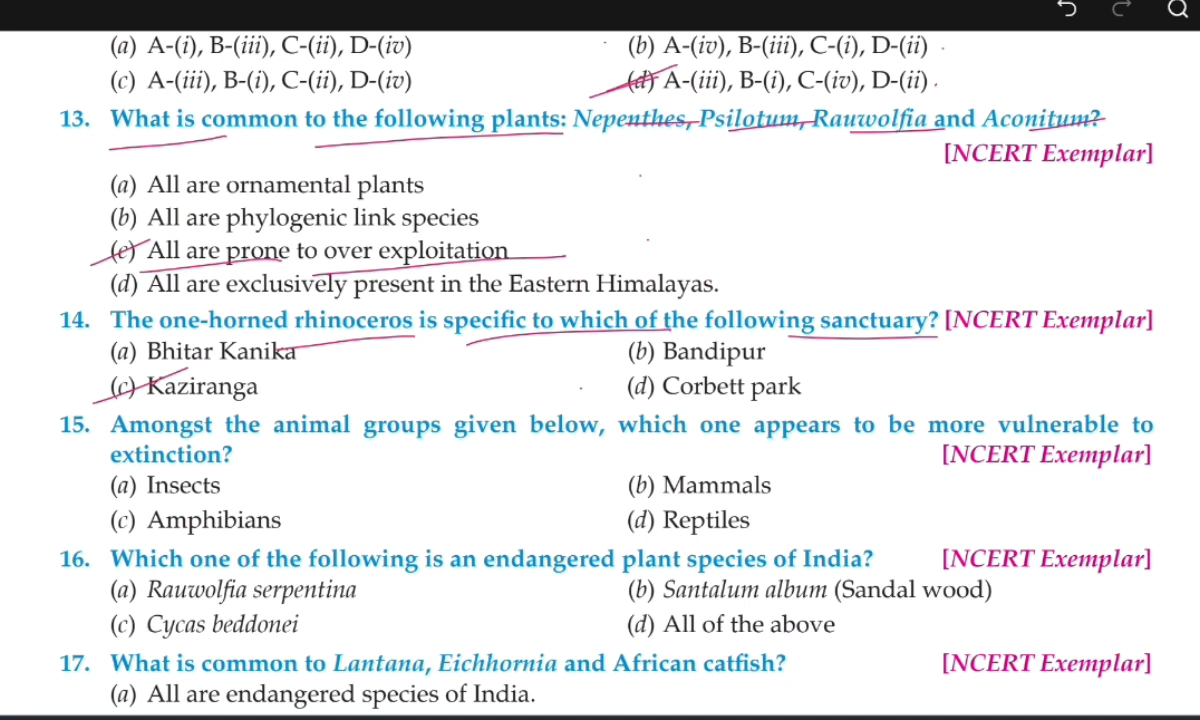 (a) A-(i), B-(iii), C-(ii), D-(iv) (b) A-(iv), B-(iii), C-(i), D-(ii)
(c) A-(iii), B-(i), C-(ii), D-(iv) (d) A-(iii), B-(i), C-(iv), D-(ii)
13. What is common to the following plants: Nepenthes, Psilotum, Rauwolfia and Aconitum?
[NCERT Exemplar]
(a) All are ornamental plants
(b) All are phylogenic link species
(c) All are prone to over exploitation
(d) All are exclusively present in the Eastern Himalayas.
14. The one-horned rhinoceros is specific to which of the following sanctuary? [NCERT Exemplar]
(a) Bhitar Kanika (b) Bandipur
(c) Kaziranga (d) Corbett park
15. Amongst the animal groups given below, which one appears to be more vulnerable to
extinction? [NCERT Exemplar]
(a) Insects (b) Mammals
(c) Amphibians (d) Reptiles
16. Which one of the following is an endangered plant species of India? [NCERT Exemplar]
(a) Rauwolfia serpentina (b) Santalum album (Sandal wood)
(c) Cycas beddonei (d) All of the above
17. What is common to Lantana, Eichhornia and African catfish? [NCERT Exemplar]
(a) All are endangered species of India.